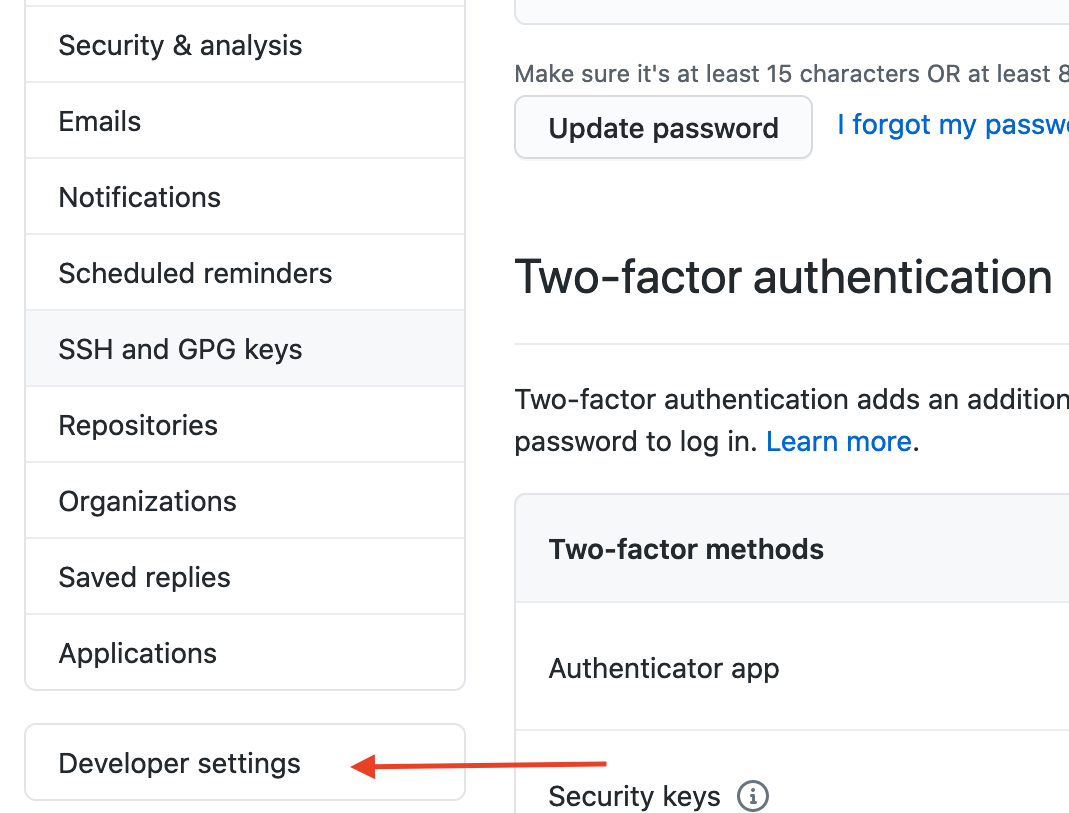 Security & analysis
Emails
Notifications
Scheduled reminders
SSH and GPG keys
Repositories
Organizations
Saved replies
Applications
Developer settings
Make sure it's at least 15 characters OR at least 8
Update password
I forgot my passwo
Two-factor authentication
Two-factor authentication adds an addition
password to log in. Learn more.
Two-factor methods
Authenticator app
Security keys